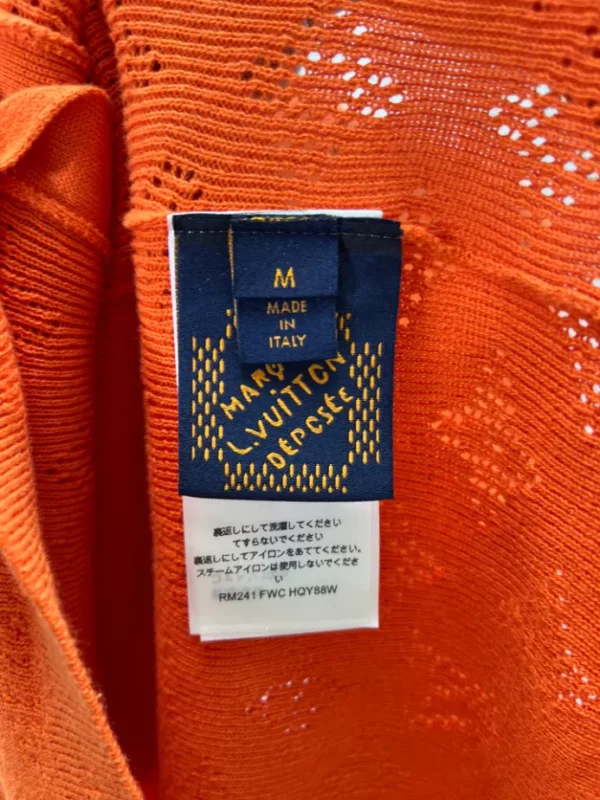 M
MADE
IN
ITALY
MARQ
L.VUITTON
DÉPOSÉE
裏返しにして洗濯してください
てすらないでください
裏返しにしてアイロンをあててください。
スチームアイロンは使用しないでくださ
い
RM241 FWC HQY88W